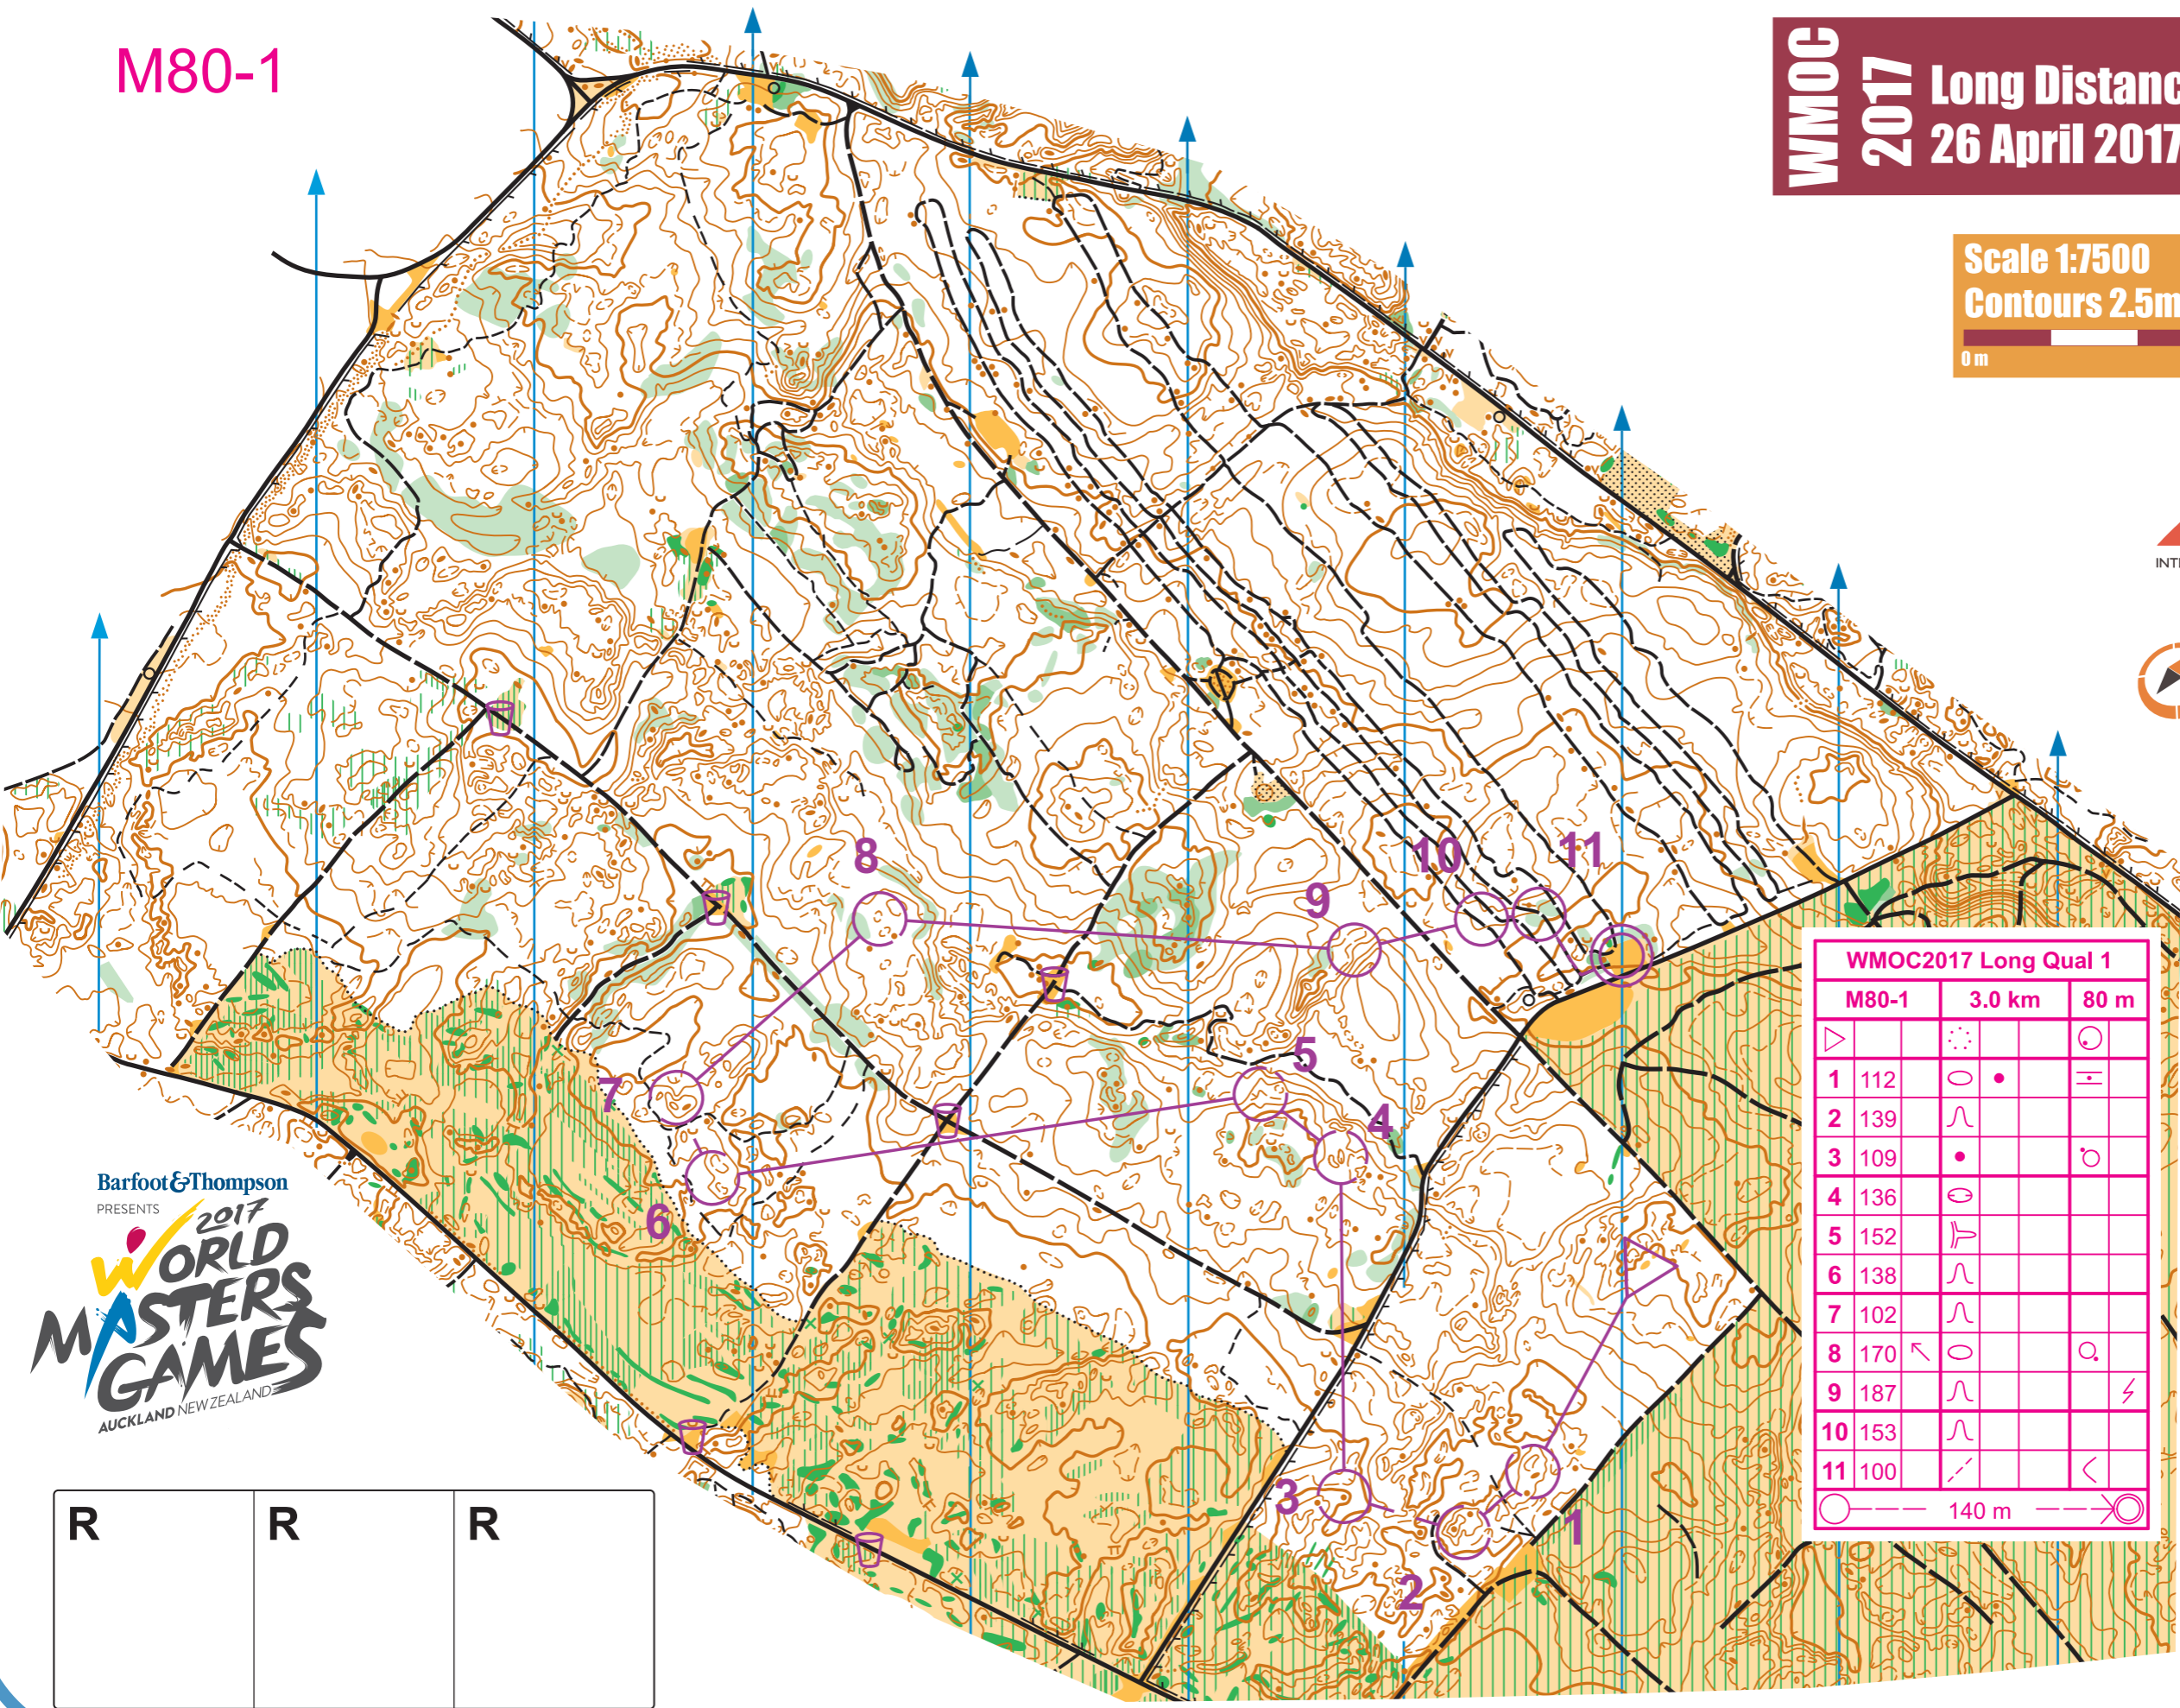 M80-1
WMOC
2017
Long Distanc
26 April 2017
Scale 1:7500
Contours 2.5m
0 m
INT
8
9
10
11
5
4
7
6
3
2
1
WMOC2017 Long Qual 1
M80-1 3.0 km 80 m
1 112
2 139
3 109
4 136
5 152
6 138
7 102
8 170
9 187
10 153
11 100
140 m
Barfoot&Thompson
PRESENTS
2017
WORLD
MASTERS
GAMES
AUCKLAND NEW ZEALAND
R R R